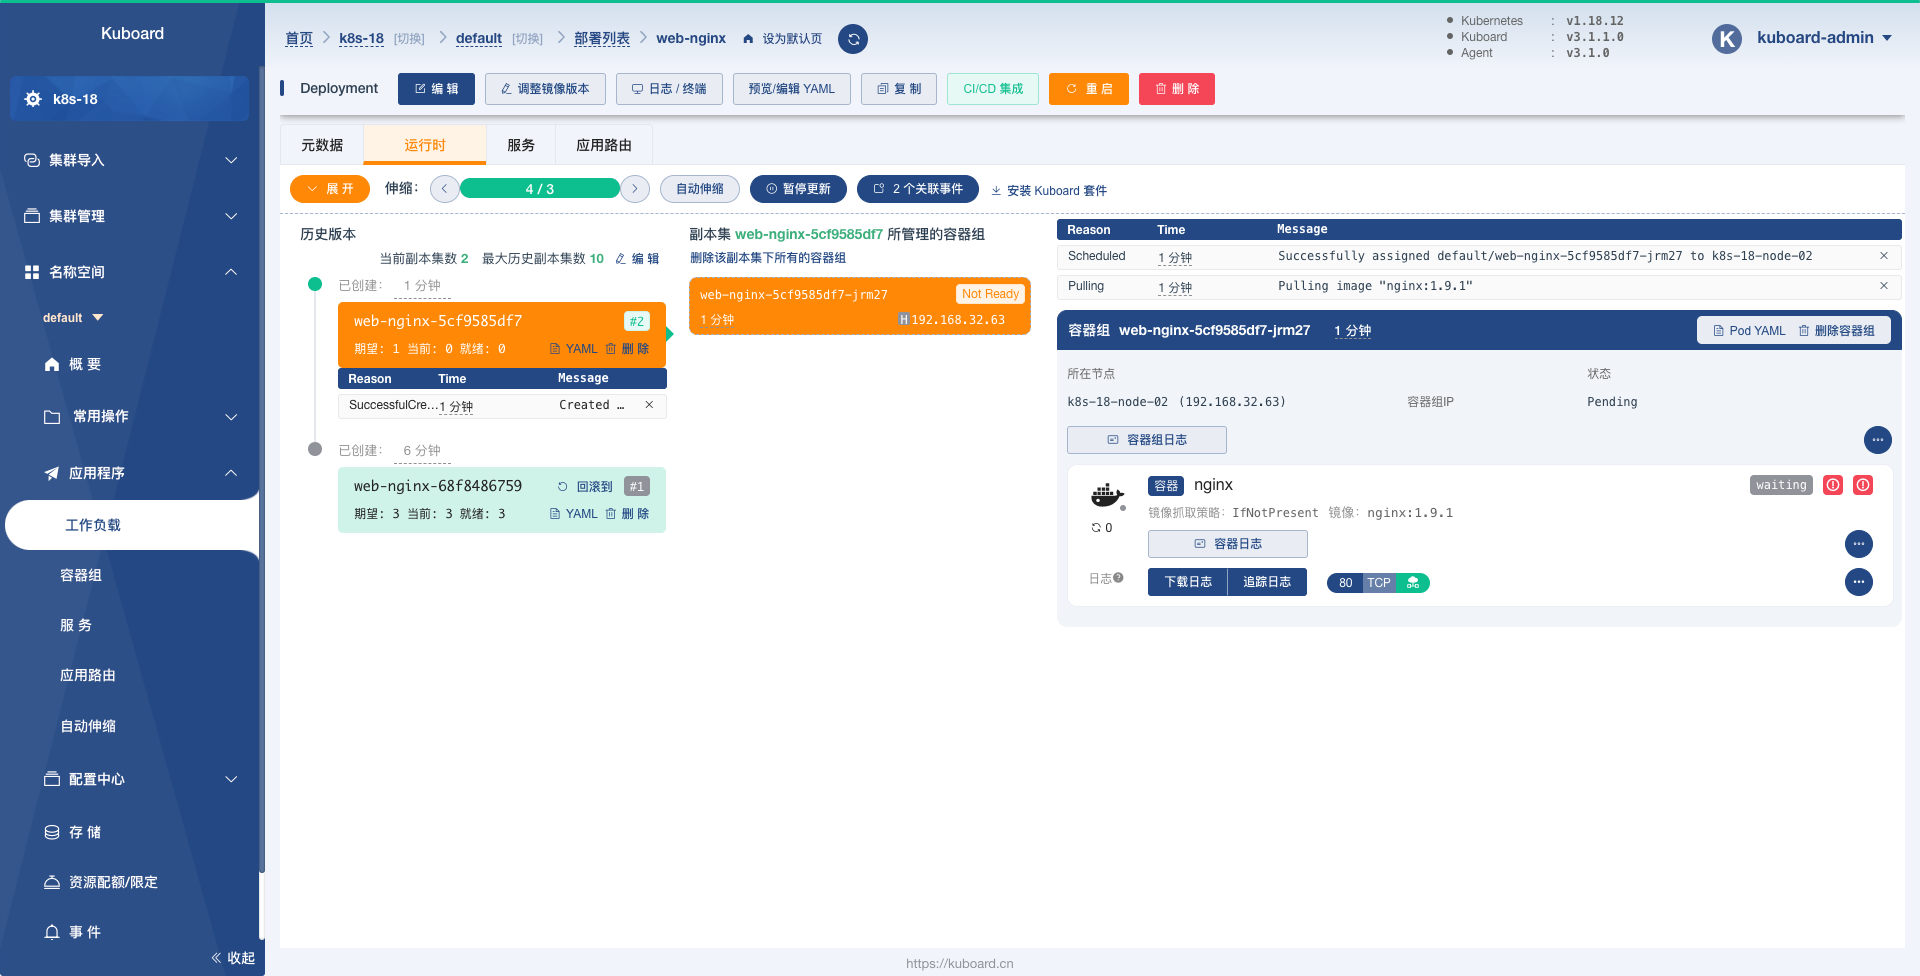 Kuboard
k8s-18
集群导入
集群管理
名称空间
default
概 要
常用操作
应用程序
工作负载
容器组
服 务
应用路由
自动伸缩
配置中心
存 储
资源配额/限定
事 件
收起
首页 k8s-18 [切换] default [切换] 部署列表 web-nginx 设为默认页
Kubernetes : v1.18.12
Kuboard : v3.1.1.0
Agent : v3.1.0
K kuboard-admin
Deployment 编 辑 调整镜像版本 日志 / 终端 预览/编辑 YAML 复 制 CI/CD 集成 重 启 删 除
元数据 运行时 服务 应用路由
展 开 伸缩: 4 / 3 自动伸缩 暂停更新 2 个关联事件 安装 Kuboard 套件
历史版本
当前副本集数 2 最大历史副本集数 10 编 辑
已创建: 1 分钟
web-nginx-5cf9585df7 #2
期望: 1 当前: 0 就绪: 0 YAML 删 除
Reason Time Message
SuccessfulCre... 1 分钟 Created …
已创建: 6 分钟
web-nginx-68f8486759 回滚到 #1
期望: 3 当前: 3 就绪: 3 YAML 删 除
副本集 web-nginx-5cf9585df7 所管理的容器组
删除该副本集下所有的容器组
web-nginx-5cf9585df7-jrm27 Not Ready
1 分钟 H 192.168.32.63
Reason Time Message
Scheduled 1 分钟 Successfully assigned default/web-nginx-5cf9585df7-jrm27 to k8s-18-node-02
Pulling 1 分钟 Pulling image "nginx:1.9.1"
容器组 web-nginx-5cf9585df7-jrm27 1 分钟 Pod YAML 删除容器组
所在节点 状态
k8s-18-node-02 (192.168.32.63) 容器组IP Pending
容器组日志
容器 nginx waiting
镜像抓取策略: IfNotPresent 镜像: nginx:1.9.1
0
容器日志
日志 下载日志 追踪日志 80 TCP
https://kuboard.cn